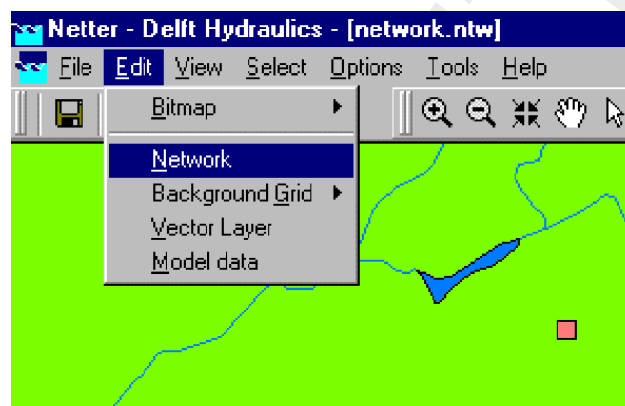 Netter - Delft Hydraulics - [network.ntw]
File Edit View Select Options Tools Help
Bitmap
Network
Background Grid
Vector Layer
Model data